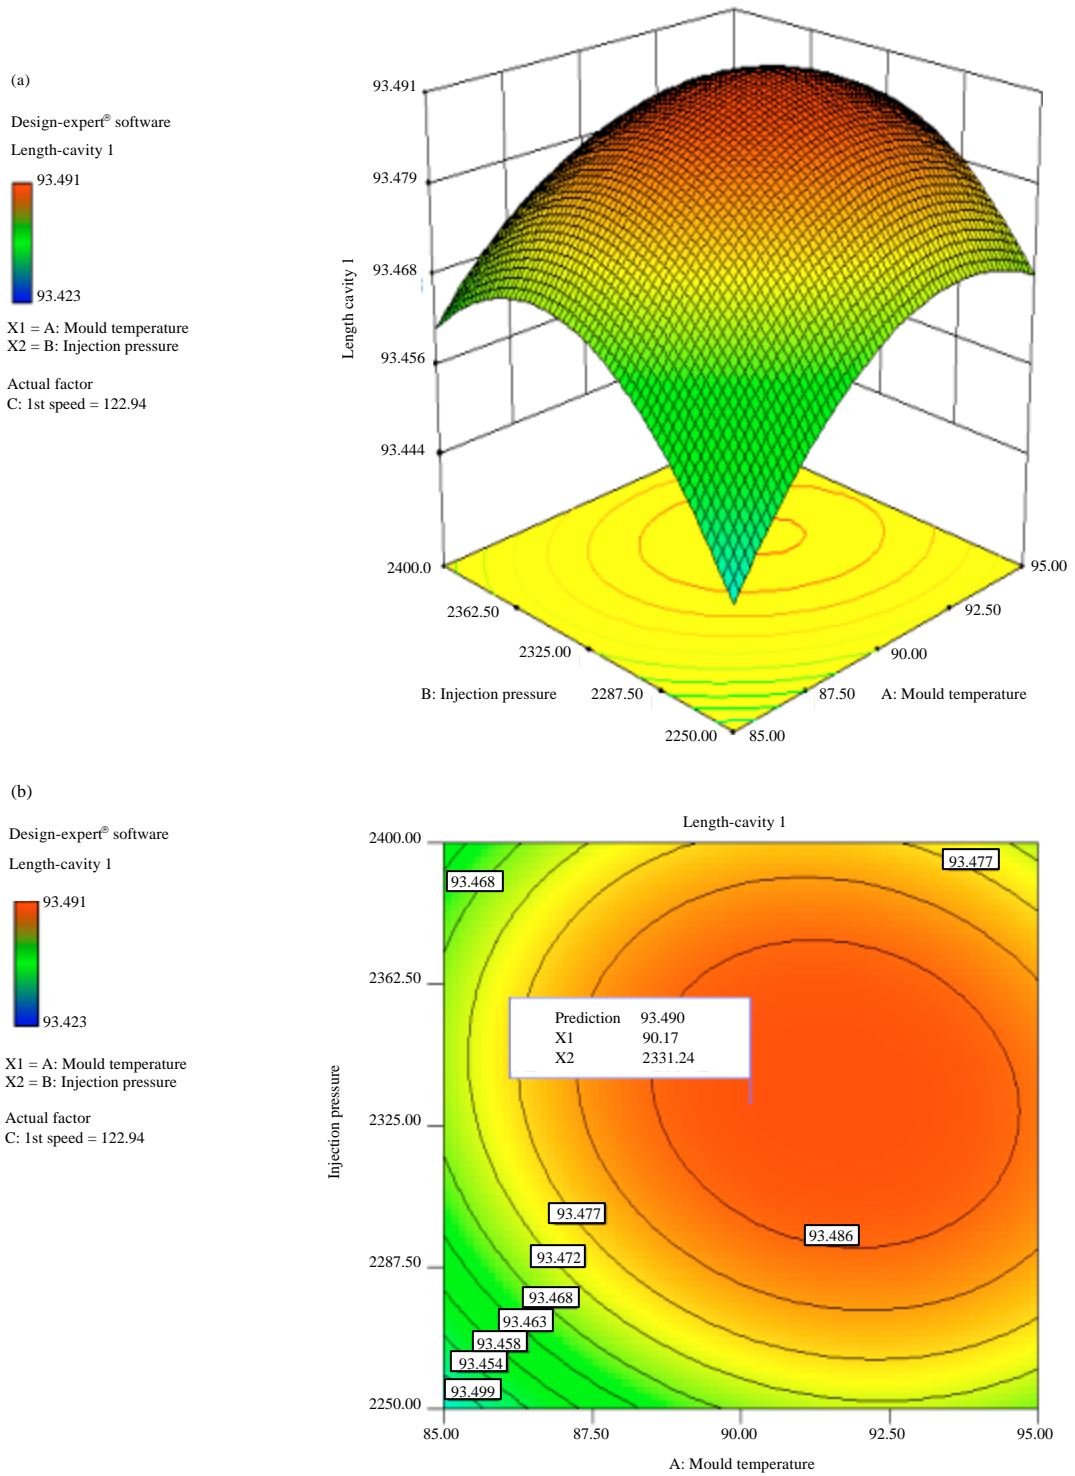 (a)
Design-expert® software
Length-cavity 1
93.491
93.423
X1 = A: Mould temperature
X2 = B: Injection pressure
Actual factor
C: 1st speed = 122.94
93.491
93.479
93.468
93.456
93.444
Length cavity 1
2400.0
2362.50
2325.00
2287.50
2250.00
B: Injection pressure
95.00
92.50
90.00
87.50
85.00
A: Mould temperature
(b)
Design-expert® software
Length-cavity 1
93.491
93.423
X1 = A: Mould temperature
X2 = B: Injection pressure
Actual factor
C: 1st speed = 122.94
Length-cavity 1
2400.00
2362.50
2325.00
2287.50
2250.00
Injection pressure
93.468
93.477
Prediction 93.490
X1 90.17
X2 2331.24
93.477
93.486
93.472
93.468
93.463
93.458
93.454
93.499
85.00
87.50
90.00
92.50
95.00
A: Mould temperature